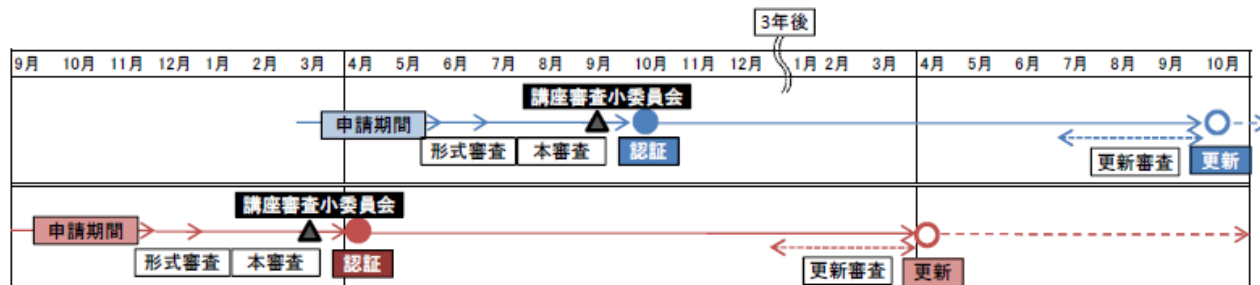 3年後
9月 10月 11月 12月 1月 2月 3月 4月 5月 6月 7月 8月 9月 10月 11月 12月 1月 2月 3月 4月 5月 6月 7月 8月 9月 10月
講座審査小委員会
申請期間
形式審査 本審査 認証 更新審査 更新
講座審査小委員会
申請期間
形式審査 本審査 認証 更新審査 更新